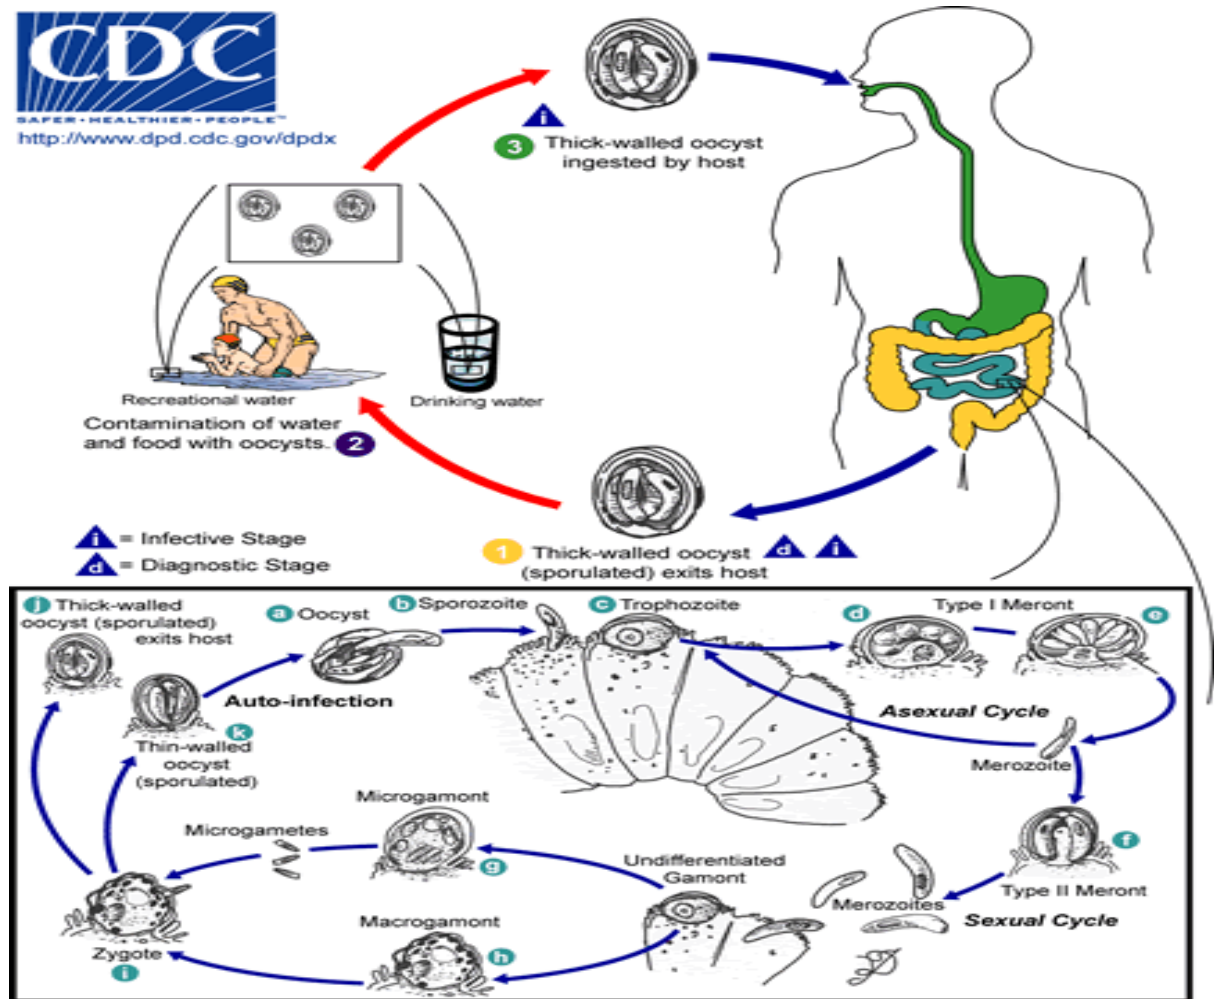 CDC
SAFER • HEALTHIER • PEOPLE™
http://www.dpd.cdc.gov/dpdx
i
3 Thick-walled oocyst
ingested by host
Recreational water
Drinking water
Contamination of water
and food with oocysts. 2
i = Infective Stage
d = Diagnostic Stage
1 Thick-walled oocyst d i
(sporulated) exits host
j Thick-walled
oocyst (sporulated)
exits host
a Oocyst
b Sporozoite
c Trophozoite
d
Type I Meront
e
Auto-infection
k
Thin-walled
oocyst
(sporulated)
Asexual Cycle
Merozoite
Microgamont
Microgametes
g
Undifferentiated
Gamont
f
Type II Meront
Merozoites
Sexual Cycle
Macrogamont
h
Zygote
i